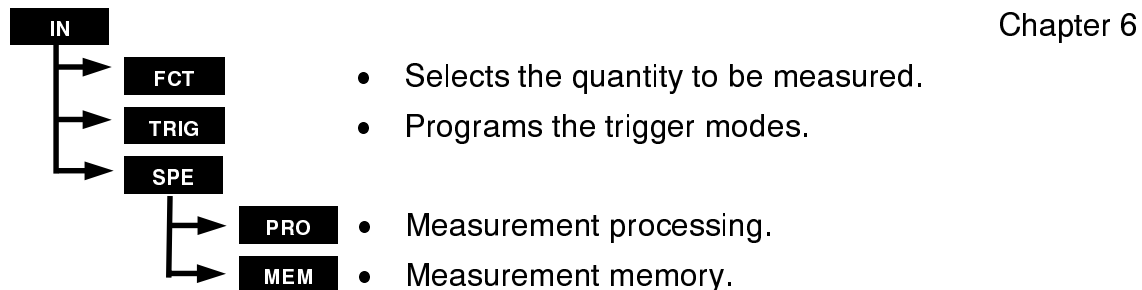 IN Chapter 6
FCT • Selects the quantity to be measured.
TRIG • Programs the trigger modes.
SPE
PRO • Measurement processing.
MEM • Measurement memory.